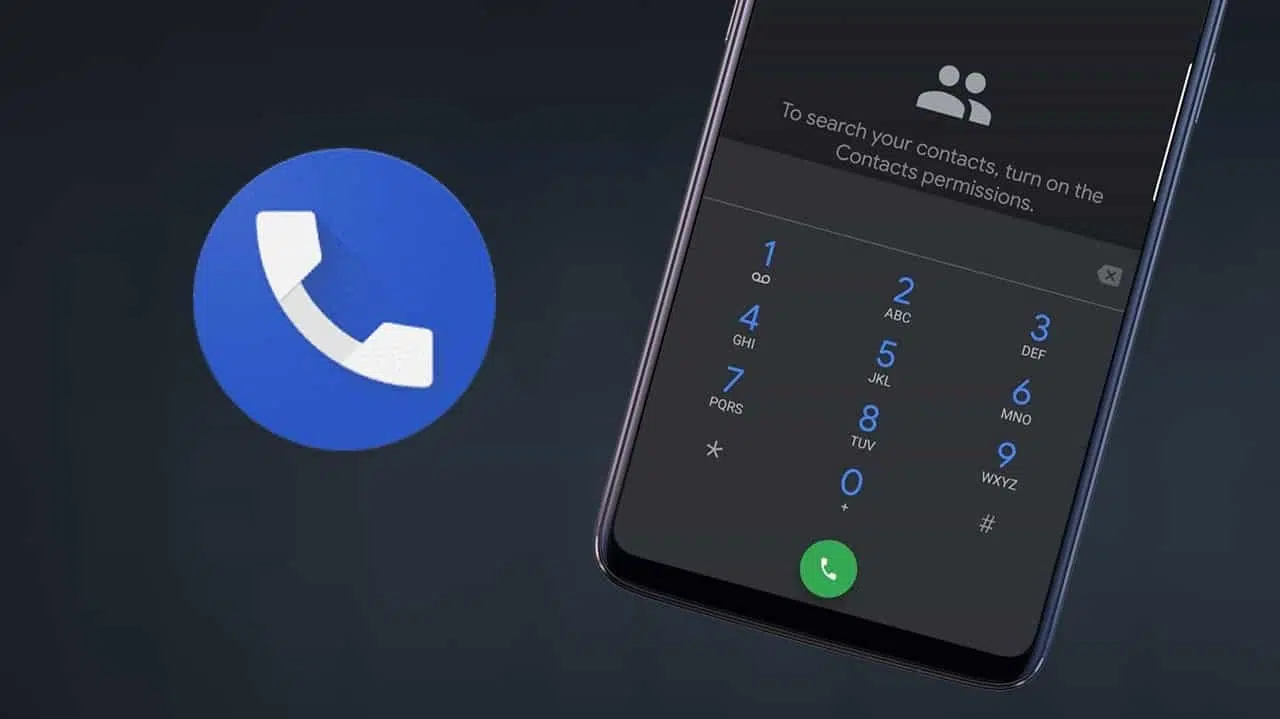 To search your contacts, turn on the
Contacts permissions.
1 2 3
ABC DEF
4 5 6
GHI JKL MNO
7 8 9
PQRS TUV WXYZ
* 0 #
+